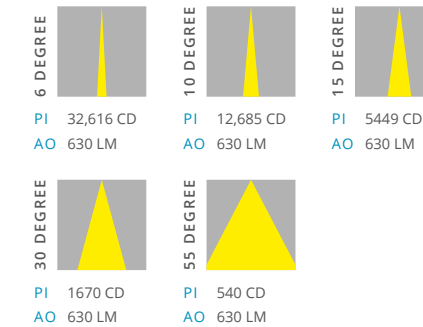 6 DEGREE
PI 32,616 CD
AO 630 LM
10 DEGREE
PI 12,685 CD
AO 630 LM
15 DEGREE
PI 5449 CD
AO 630 LM
30 DEGREE
PI 1670 CD
AO 630 LM
55 DEGREE
PI 540 CD
AO 630 LM